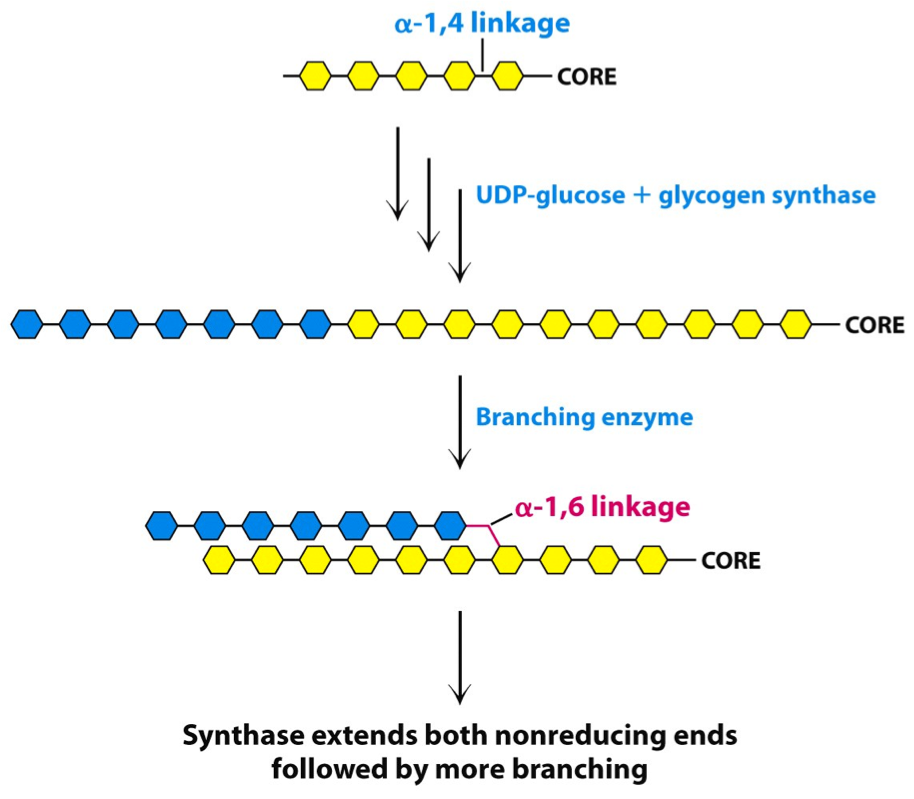 α-1,4 linkage
CORE
UDP-glucose + glycogen synthase
CORE
Branching enzyme
α-1,6 linkage
CORE
Synthase extends both nonreducing ends
followed by more branching